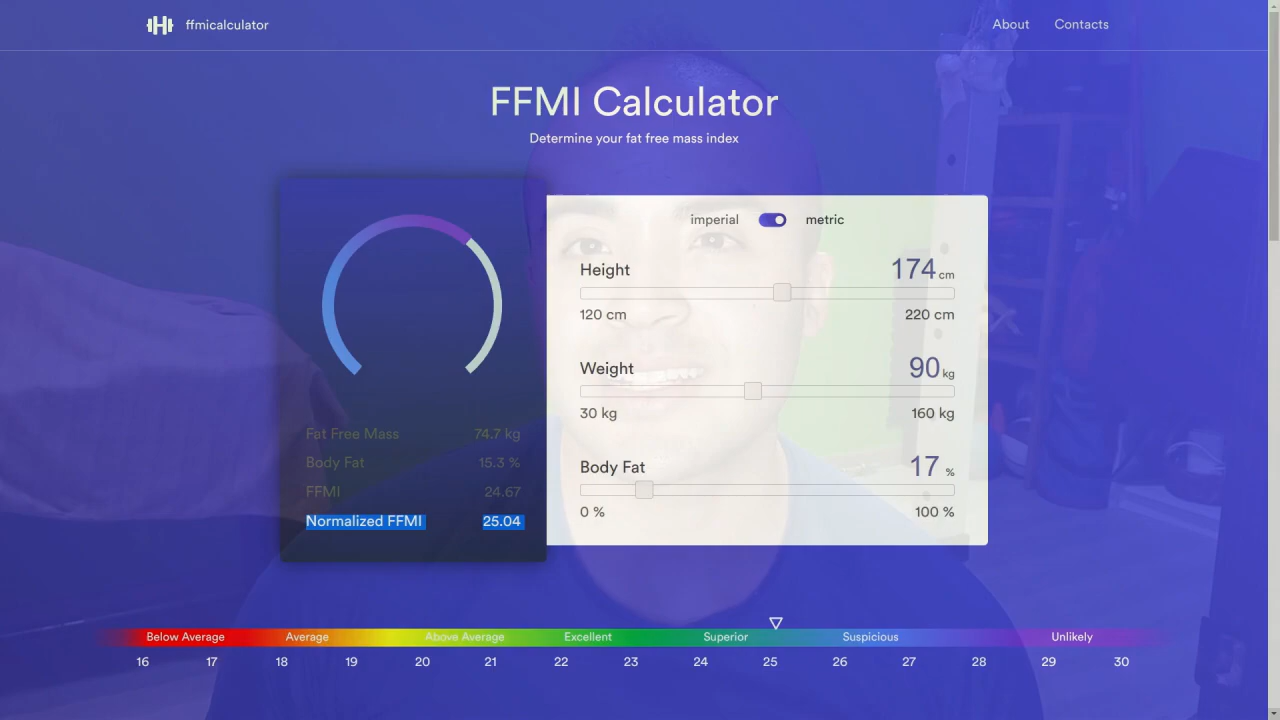 ffmicalculator
About
Contacts
FFMI Calculator
Determine your fat free mass index
imperial
metric
Height
174 cm
120 cm
220 cm
Weight
90 kg
30 kg
160 kg
Body Fat
17 %
0 %
100 %
Fat Free Mass
74.7 kg
Body Fat
15.3 %
FFMI
24.67
Normalized FFMI
25.04
Below Average
Average
Above Average
Excellent
Superior
Suspicious
Unlikely
16 17 18 19 20 21 22 23 24 25 26 27 28 29 30